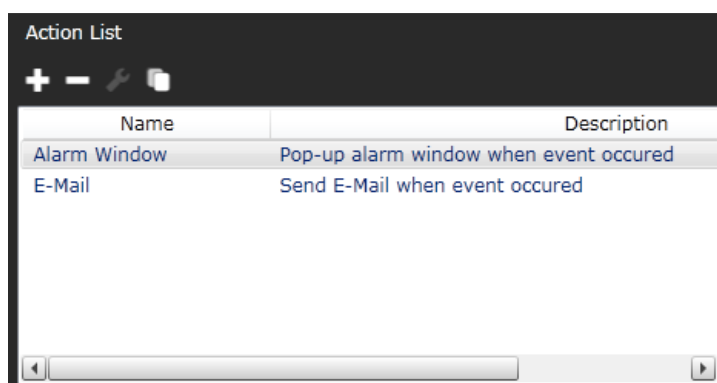 Action List
Name Description
Alarm Window Pop-up alarm window when event occured
E-Mail Send E-Mail when event occured